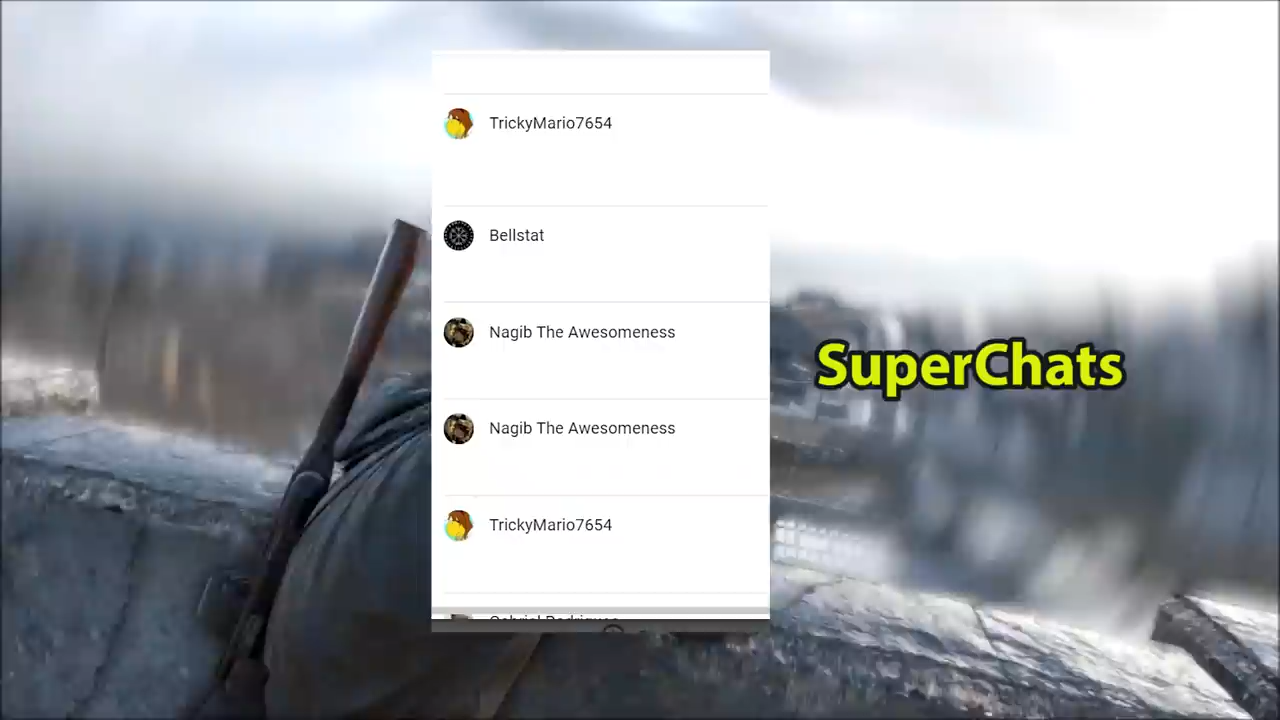 TrickyMario7654
Bellstat
Nagib The Awesomeness
SuperChats
Nagib The Awesomeness
TrickyMario7654